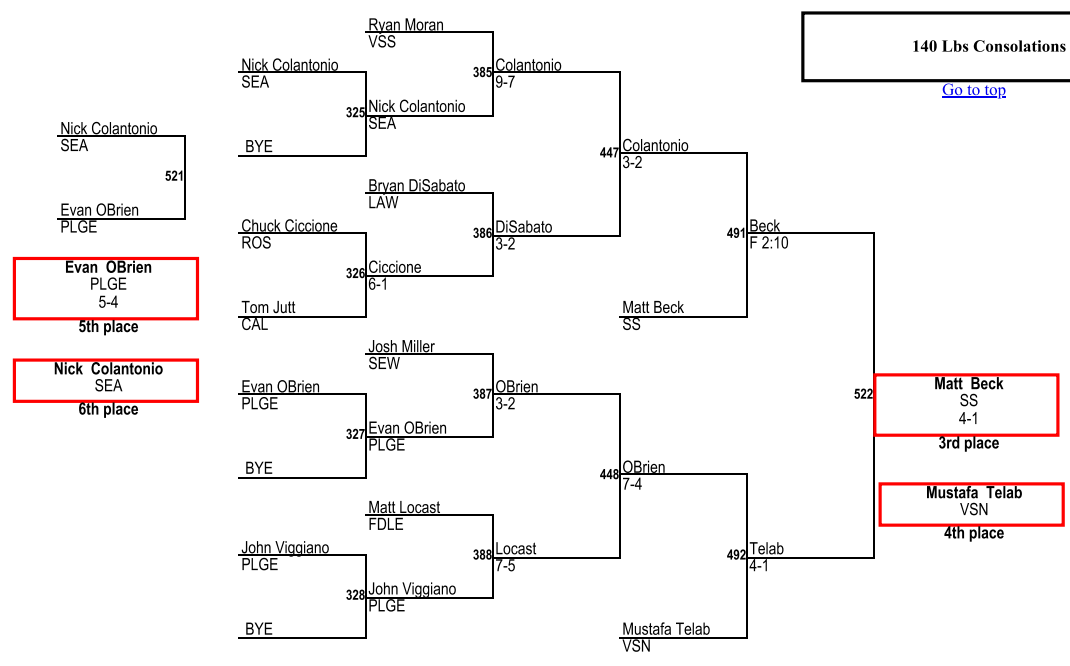 140 Lbs Consolations
Go to top
Nick Colantonio
SEA
521
Evan OBrien
PLGE
Evan OBrien
PLGE
5-4
5th place
Nick Colantonio
SEA
6th place
Nick Colantonio
SEA
325
BYE
Chuck Ciccione
ROS
326
Tom Jutt
CAL
Evan OBrien
PLGE
327
BYE
John Viggiano
PLGE
328
BYE
Ryan Moran
VSS
385
Nick Colantonio
SEA
Bryan DiSabato
LAW
386
Ciccione
6-1
Josh Miller
SEW
387
Evan OBrien
PLGE
Matt Locast
FDLE
388
John Viggiano
PLGE
Colantonio
9-7
447
DiSabato
3-2
OBrien
3-2
448
Locast
7-5
Colantonio
3-2
491
Matt Beck
SS
OBrien
7-4
492
Mustafa Telab
VSN
Beck
F 2:10
522
Telab
4-1
Matt Beck
SS
4-1
3rd place
Mustafa Telab
VSN
4th place